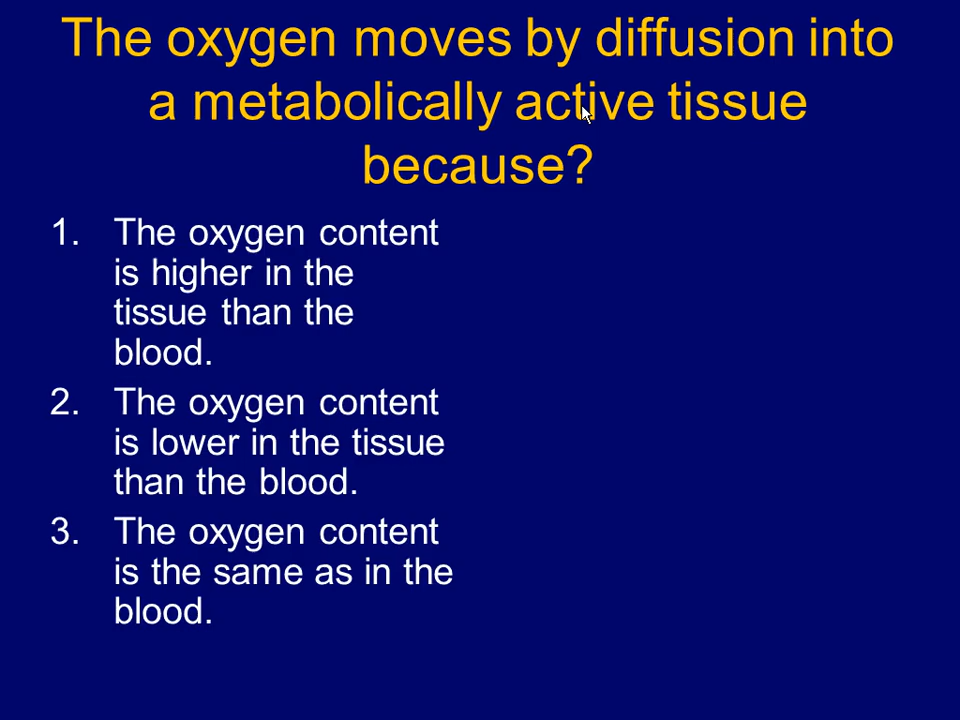 The oxygen moves by diffusion into
a metabolically active tissue
because?
1. The oxygen content
is higher in the
tissue than the
blood.
2. The oxygen content
is lower in the tissue
than the blood.
3. The oxygen content
is the same as in the
blood.